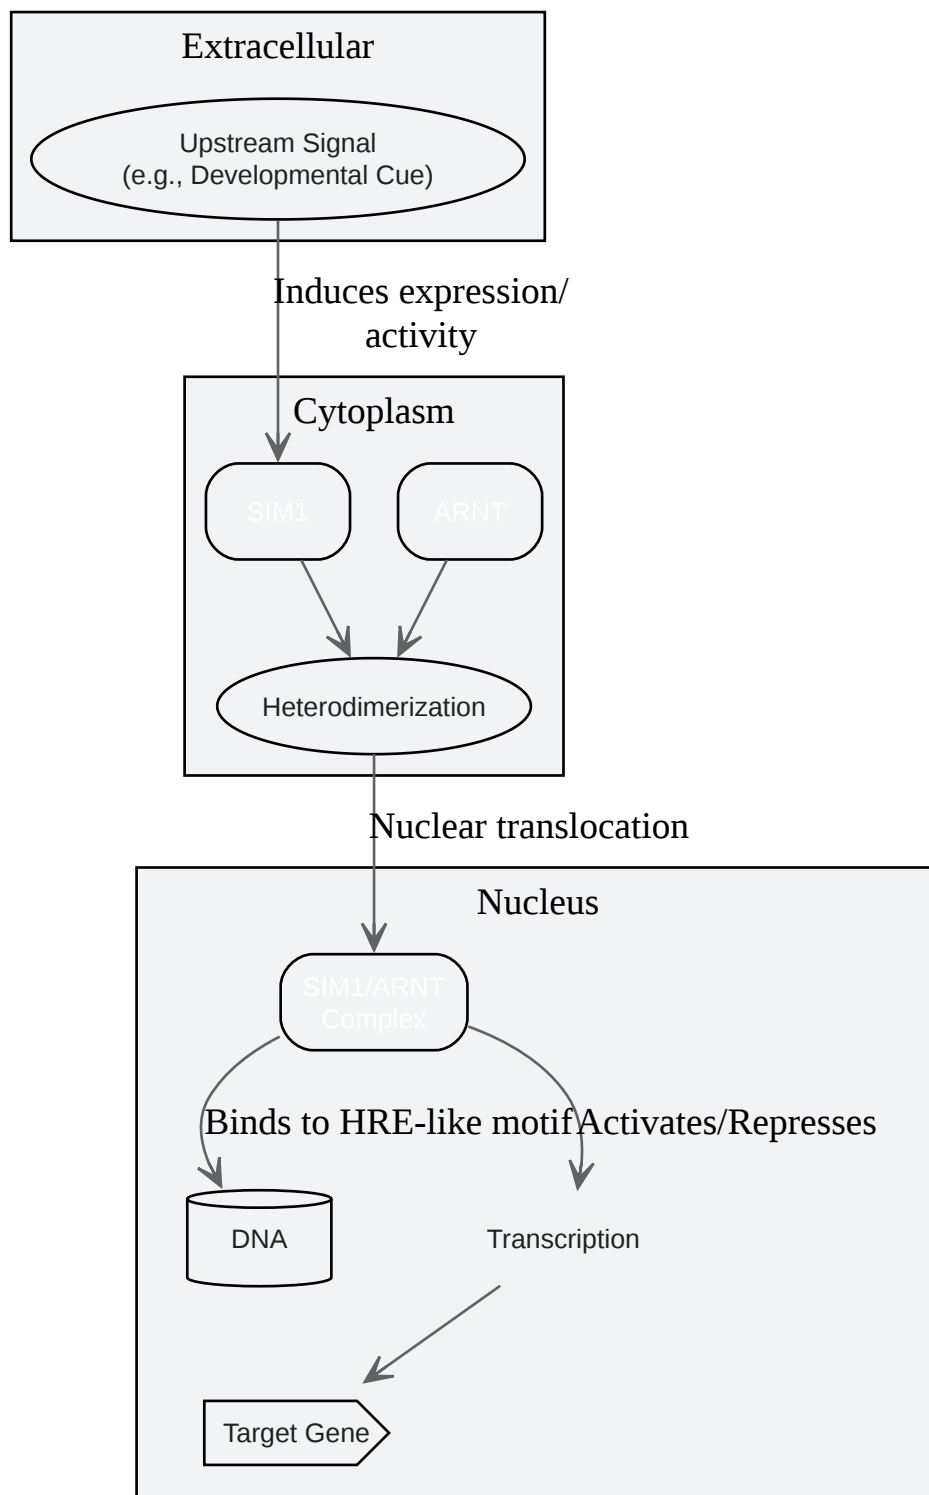 Extracellular
Upstream Signal
(e.g., Developmental Cue)
Induces expression/
activity
Cytoplasm
SIM1
ARNT
Heterodimerization
Nuclear translocation
Nucleus
SIM1/ARNT
Complex
Binds to HRE-like motif
Activates/Represses
DNA
Transcription
Target Gene